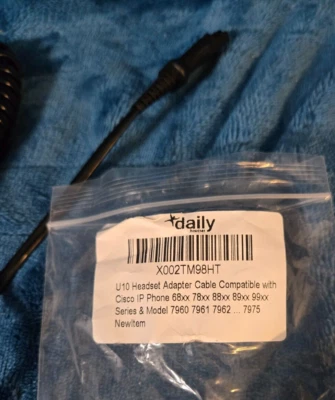 daily
X002TM98HT
U10 Headset Adapter Cable Compatible with
Cisco IP Phone 68xx 78xx 88xx 89xx 99xx
Series & Model 7960 7961 7962 ... 7975
NewItem